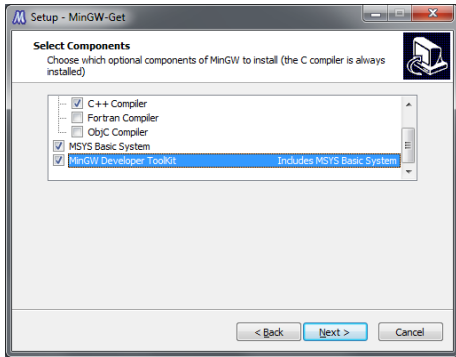 Setup - MinGW-Get
Select Components
Choose which optional components of MinGW to install (the C compiler is always
installed)
C++ Compiler
Fortran Compiler
ObjC Compiler
MSYS Basic System
MinGW Developer ToolKit Includes MSYS Basic System
< Back Next > Cancel